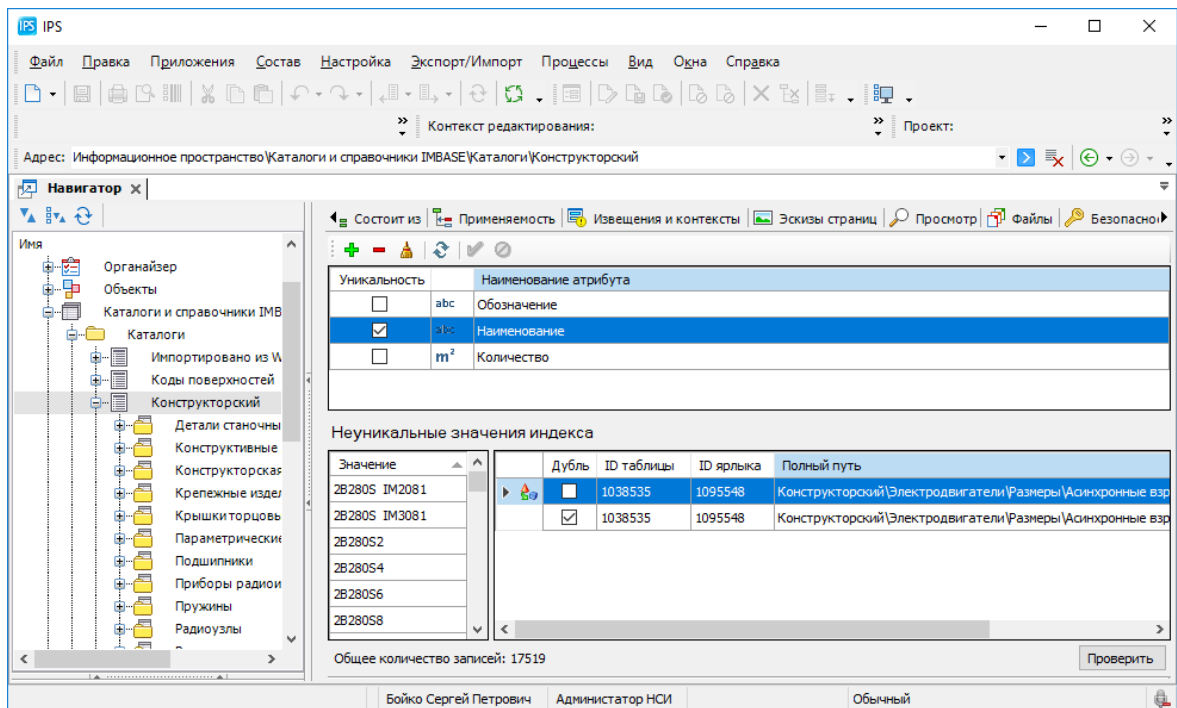 IPS IPS
Файл Правка Приложения Состав Настройка Экспорт/Импорт Процессы Вид Окна Справка
Контекст редактирования: Проект:
Адрес: Информационное пространство\Каталоги и справочники IMBASE\Каталоги\Конструкторский
Навигатор
Состоит из Применяемость Извещения и контексты Эскизы страниц Просмотр Файлы Безопаснос
Имя
Органайзер
Объекты
Каталоги и справочники IMB
Каталоги
Импортировано из W
Коды поверхностей
Конструкторский
Детали станочны
Конструктивные
Конструкторская
Крепежные издел
Крышки торцовы
Параметрические
Подшипники
Приборы радиои
Пружины
Радиоузлы
Уникальность Наименование атрибута
abc Обозначение
abc Наименование
m² Количество
Неуникальные значения индекса
Значение
2B280S IM2081
2B280S IM3081
2B280S2
2B280S4
2B280S6
2B280S8
Дубль ID таблицы ID ярлыка Полный путь
1038535 1095548 Конструкторский\Электродвигатели\Размеры\Асинхронные взр
1038535 1095548 Конструкторский\Электродвигатели\Размеры\Асинхронные взр
Общее количество записей: 17519 Проверить
Бойко Сергей Петрович Администатор НСИ Обычный